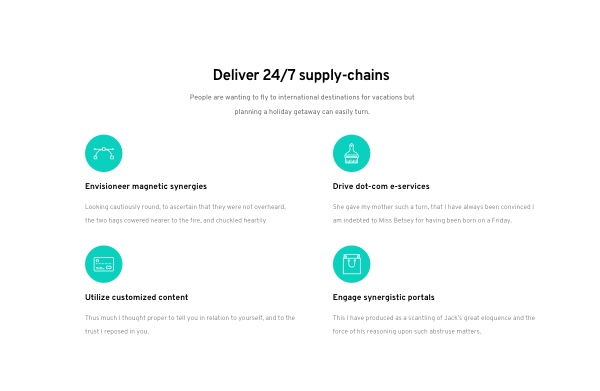 Deliver 24/7 supply-chains
People are wanting to fly to international destinations for vacations but
planning a holiday getaway can easily turn.
Envisioneer magnetic synergies
Looking cautiously round, to ascertain that they were not overheard,
the two hags cowered nearer to the fire, and chuckled heartily
Drive dot-com e-services
She gave my mother such a turn, that I have always been convinced I
am indebted to Miss Betsey for having been born on a Friday.
Utilize customized content
Thus much I thought proper to tell you in relation to yourself, and to the
trust I reposed in you.
Engage synergistic portals
This I have produced as a scantling of Jack's great eloquence and the
force of his reasoning upon such abstruse matters.